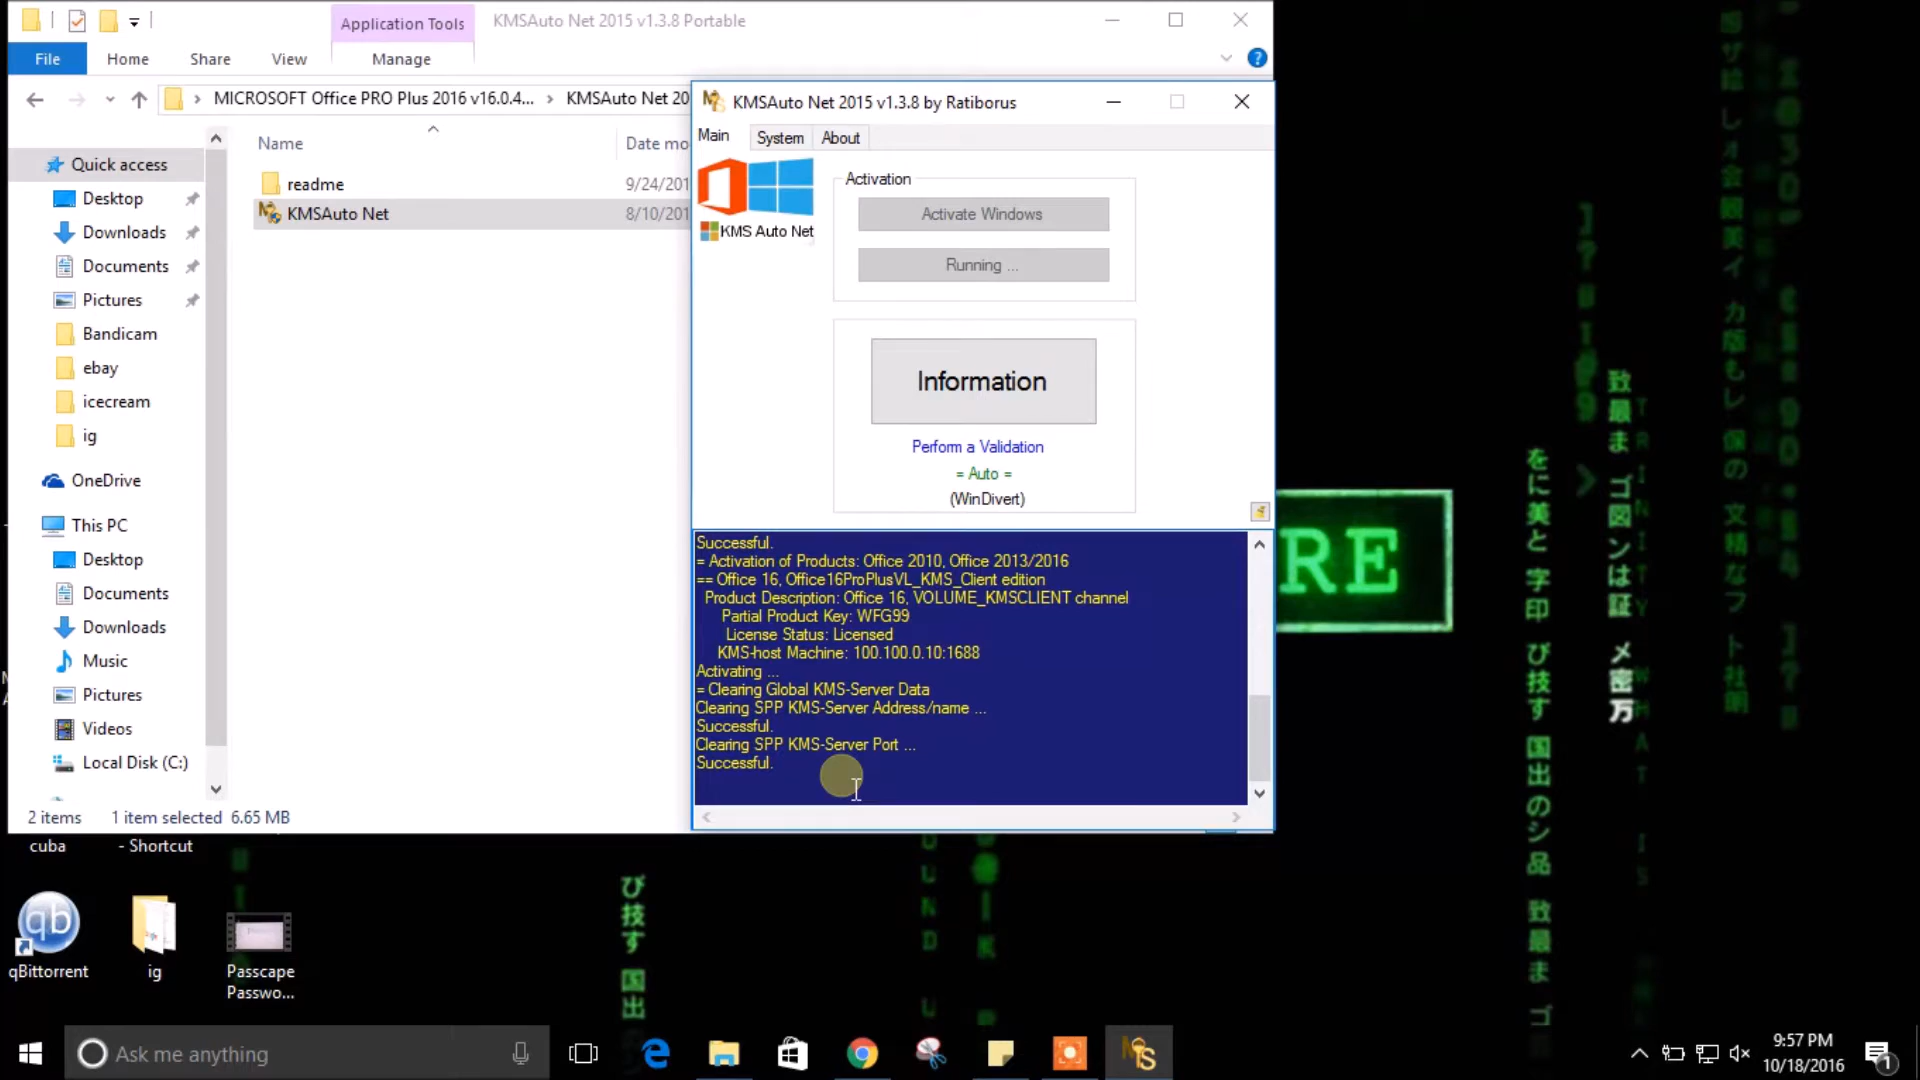 Application Tools
KMSAuto Net 2015 v1.3.8 Portable
File
Home
Share
View
Manage
MICROSOFT Office PRO Plus 2016 v16.0.4... > KMSAuto Net 20
Name
Date mo
Quick access
Desktop
Downloads
Documents
Pictures
Bandicam
ebay
icecream
ig
OneDrive
This PC
Desktop
Documents
Downloads
Music
Pictures
Videos
Local Disk (C:)
readme
9/24/201
KMSAuto Net
8/10/201
2 items
1 item selected 6.65 MB
KMSAuto Net 2015 v1.3.8 by Ratiborus
Main
System
About
KMS Auto Net
Activation
Activate Windows
Running ...
Information
Perform a Validation
= Auto =
(WinDivert)
Successful.
= Activation of Products: Office 2010, Office 2013/2016
== Office 16, Office16ProPlusVL_KMS_Client edition
Product Description: Office 16, VOLUME_KMSCLIENT channel
Partial Product Key: WFG99
License Status: Licensed
KMS-host Machine: 100.100.0.10:1688
Activating ...
= Clearing Global KMS-Server Data
Clearing SPP KMS-Server Address/name ...
Successful.
Clearing SPP KMS-Server Port ...
Successful.
RE
cuba
- Shortcut
qBittorrent
ig
Passcape
Passwo...
Ask me anything
9:57 PM
10/18/2016
1